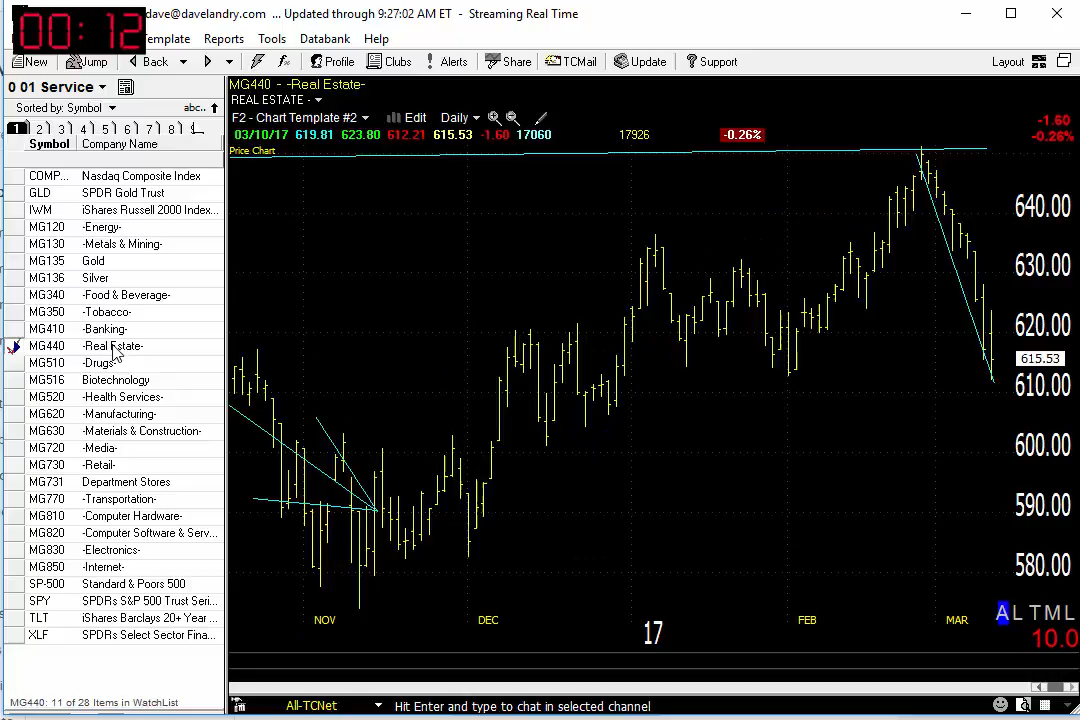 dave@davelandry.com ... Updated through 9:27:02 AM ET - Streaming Real Time
00:12
Template Reports Tools Databank Help
New Jump Back Profile Clubs Alerts Share TCMail Update Support Layout
0 01 Service
Sorted by: Symbol abc..
1 2 3 4 5 6 7 8
Symbol Company Name
COMP... Nasdaq Composite Index
GLD SPDR Gold Trust
IWM iShares Russell 2000 Index...
MG120 -Energy-
MG130 -Metals & Mining-
MG135 Gold
MG136 Silver
MG340 -Food & Beverage-
MG350 -Tobacco-
MG410 -Banking-
MG440 -Real Estate-
MG510 -Drugs-
MG516 Biotechnology
MG520 -Health Services-
MG620 -Manufacturing-
MG630 -Materials & Construction-
MG720 -Media-
MG730 -Retail-
MG731 Department Stores
MG770 -Transportation-
MG810 -Computer Hardware-
MG820 -Computer Software & Serv...
MG830 -Electronics-
MG850 -Internet-
SP-500 Standard & Poors 500
SPY SPDRs S&P 500 Trust Seri...
TLT iShares Barclays 20+ Year ...
XLF SPDRs Select Sector Fina...
MG440: 11 of 28 Items in WatchList
MG440 - -Real Estate-
REAL ESTATE -
F2 - Chart Template #2 Edit Daily
03/10/17 619.81 623.80 612.21 615.53 -1.60 17060 17926 -0.26%
-1.60
-0.26%
Price Chart
640.00
630.00
620.00
615.53
610.00
600.00
590.00
580.00
NOV DEC 17 FEB MAR
A L T M L
10.0
All-TCNet Hit Enter and type to chat in selected channel